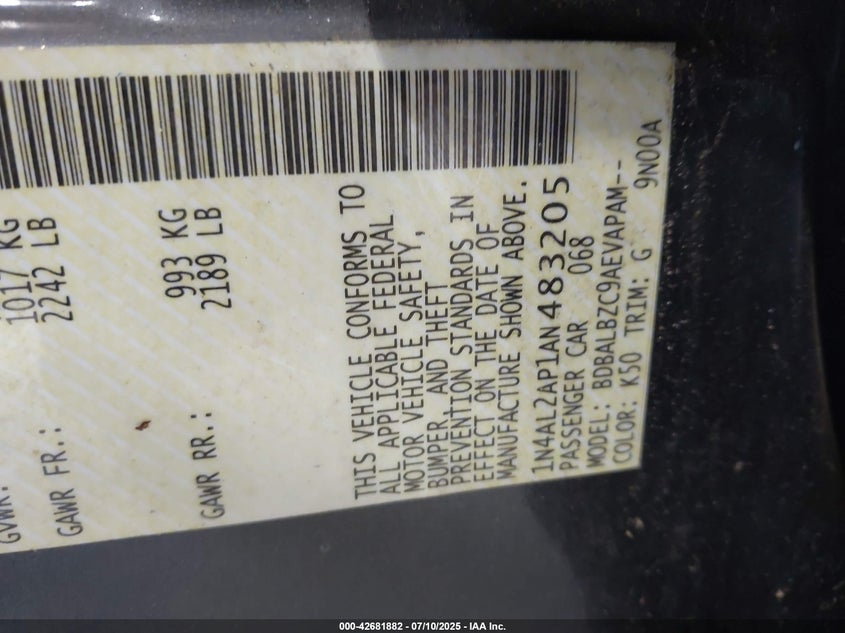 GVWR:
1017 KG
GAWR FR.: 2242 LB
993 KG
GAWR RR.: 2189 LB
THIS VEHICLE CONFORMS TO
ALL APPLICABLE FEDERAL
MOTOR VEHICLE SAFETY,
BUMPER, AND THEFT
PREVENTION STANDARDS IN
EFFECT ON THE DATE OF
MANUFACTURE SHOWN ABOVE.
1N4AL2AP1AN483205
PASSENGER CAR 068
MODEL: BDBALBZC9AEVAPAM--
COLOR: K50 TRIM: G 9N00A
000-42681882 - 07/10/2025 - IAA Inc.